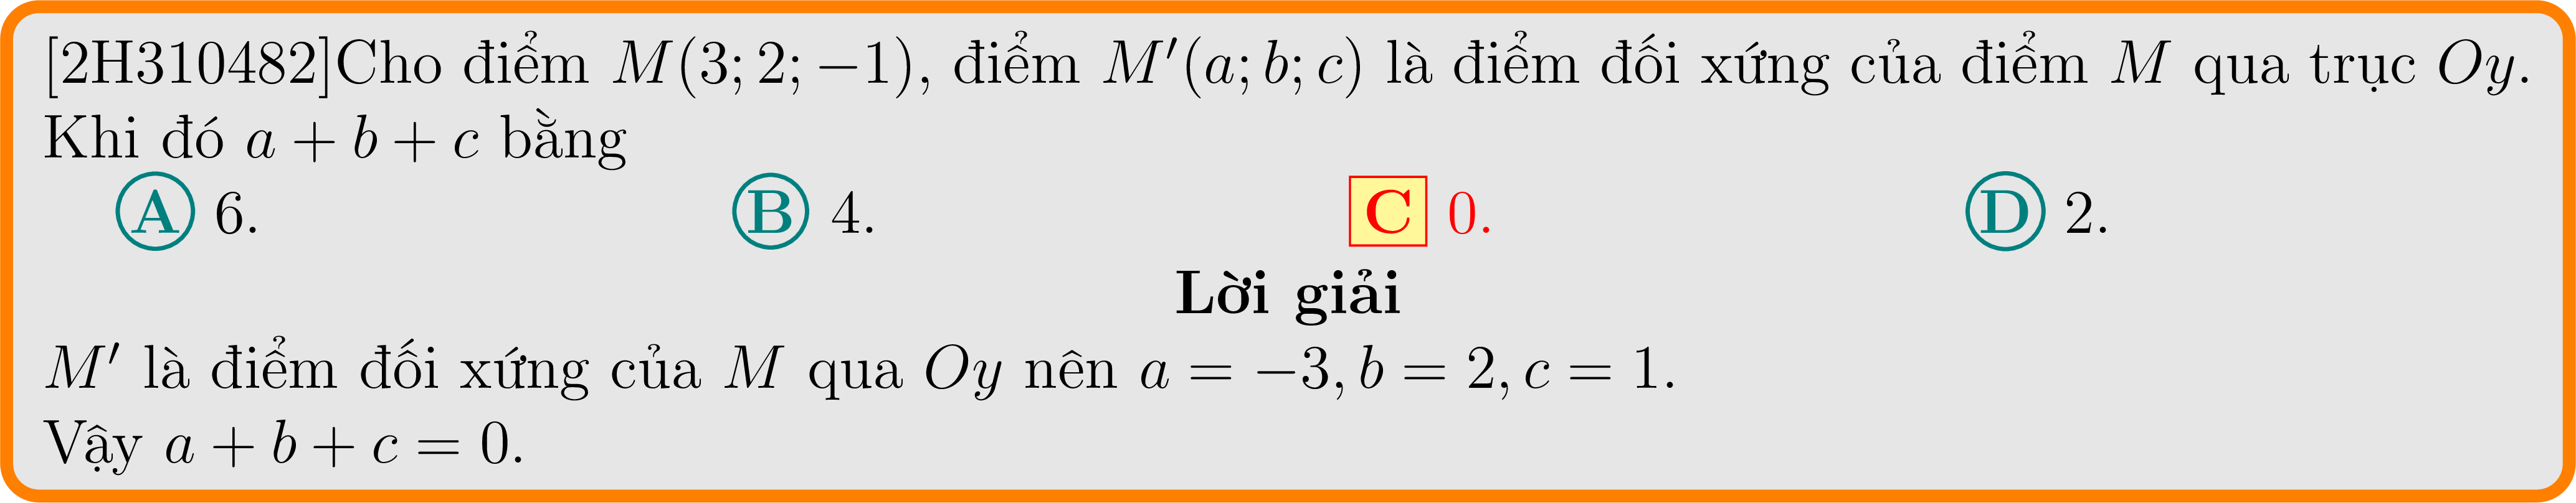 [2H310482]Cho điểm M(3; 2; −1), điểm M′(a; b; c) là điểm đối xứng của điểm M qua trục Oy.
Khi đó a + b + c bằng
A 6. B 4. C 0. D 2.
Lời giải
M′ là điểm đối xứng của M qua Oy nên a = −3, b = 2, c = 1.
Vậy a + b + c = 0.